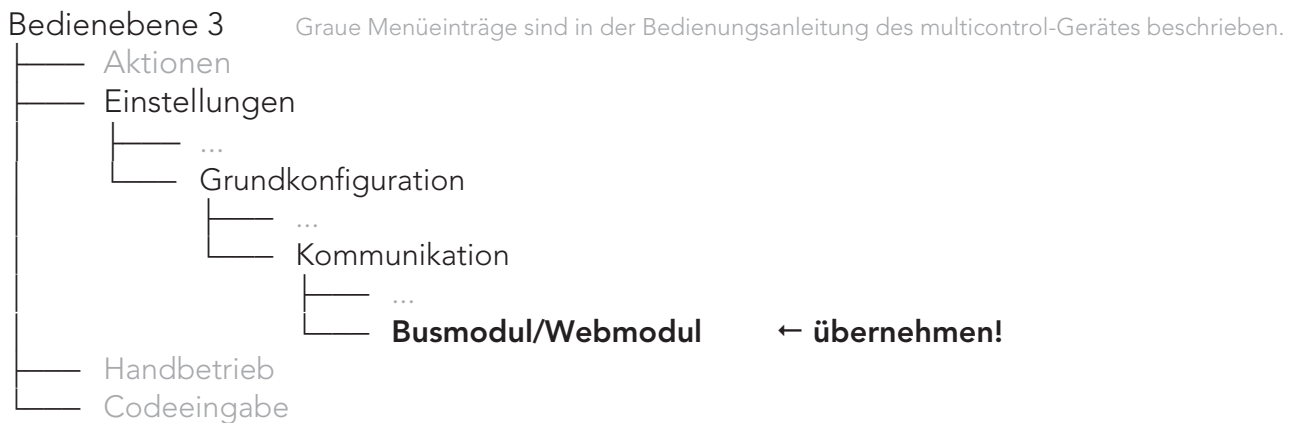 Bedienebene 3 Graue Menüeinträge sind in der Bedienungsanleitung des multicontrol-Gerätes beschrieben.
Aktionen
Einstellungen
...
Grundkonfiguration
...
Kommunikation
...
Busmodul/Webmodul ← übernehmen!
Handbetrieb
Codeeingabe